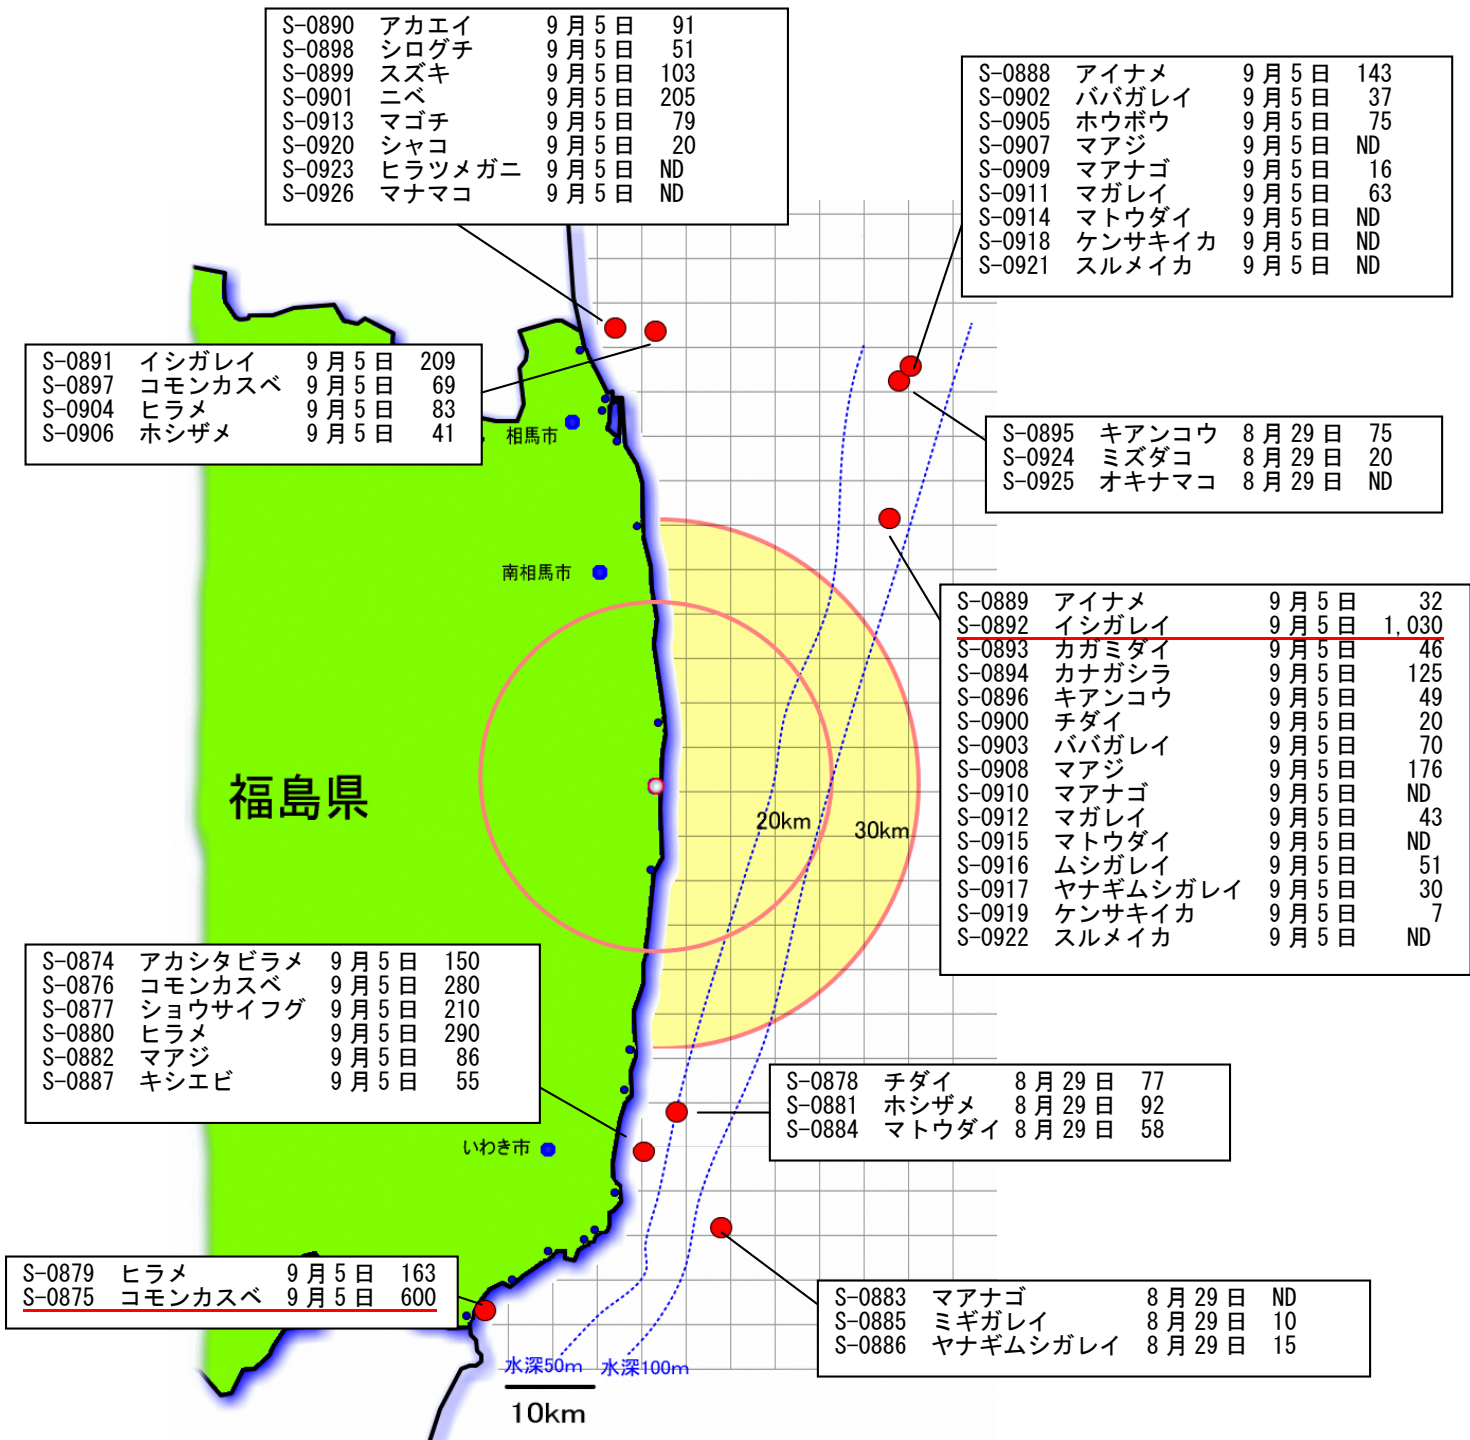 S-0890 アカエイ 9月5日 91
S-0898 シログチ 9月5日 51
S-0899 スズキ 9月5日 103
S-0901 ニベ 9月5日 205
S-0913 マゴチ 9月5日 79
S-0920 シャコ 9月5日 20
S-0923 ヒラツメガニ 9月5日 ND
S-0926 マナマコ 9月5日 ND
S-0888 アイナメ 9月5日 143
S-0902 ババガレイ 9月5日 37
S-0905 ホウボウ 9月5日 75
S-0907 マアジ 9月5日 ND
S-0909 マアナゴ 9月5日 16
S-0911 マガレイ 9月5日 63
S-0914 マトウダイ 9月5日 ND
S-0918 ケンサキイカ 9月5日 ND
S-0921 スルメイカ 9月5日 ND
S-0891 イシガレイ 9月5日 209
S-0897 コモンカスベ 9月5日 69
S-0904 ヒラメ 9月5日 83
S-0906 ホシザメ 9月5日 41
相馬市
S-0895 キアンコウ 8月29日 75
S-0924 ミズダコ 8月29日 20
S-0925 オキナマコ 8月29日 ND
南相馬市
S-0889 アイナメ 9月5日 32
S-0892 イシガレイ 9月5日 1,030
S-0893 カガミダイ 9月5日 46
S-0894 カナガシラ 9月5日 125
S-0896 キアンコウ 9月5日 49
S-0900 チダイ 9月5日 20
S-0903 ババガレイ 9月5日 70
S-0908 マアジ 9月5日 176
S-0910 マアナゴ 9月5日 ND
S-0912 マガレイ 9月5日 43
S-0915 マトウダイ 9月5日 ND
S-0916 ムシガレイ 9月5日 51
S-0917 ヤナギムシガレイ 9月5日 30
S-0919 ケンサキイカ 9月5日 7
S-0922 スルメイカ 9月5日 ND
福島県
20km
30km
S-0874 アカシタビラメ 9月5日 150
S-0876 コモンカスベ 9月5日 280
S-0877 ショウサイフグ 9月5日 210
S-0880 ヒラメ 9月5日 290
S-0882 マアジ 9月5日 86
S-0887 キシエビ 9月5日 55
S-0878 チダイ 8月29日 77
S-0881 ホシザメ 8月29日 92
S-0884 マトウダイ 8月29日 58
いわき市
S-0879 ヒラメ 9月5日 163
S-0875 コモンカスベ 9月5日 600
S-0883 マアナゴ 8月29日 ND
S-0885 ミギガレイ 8月29日 10
S-0886 ヤナギムシガレイ 8月29日 15
水深50m
水深100m
10km